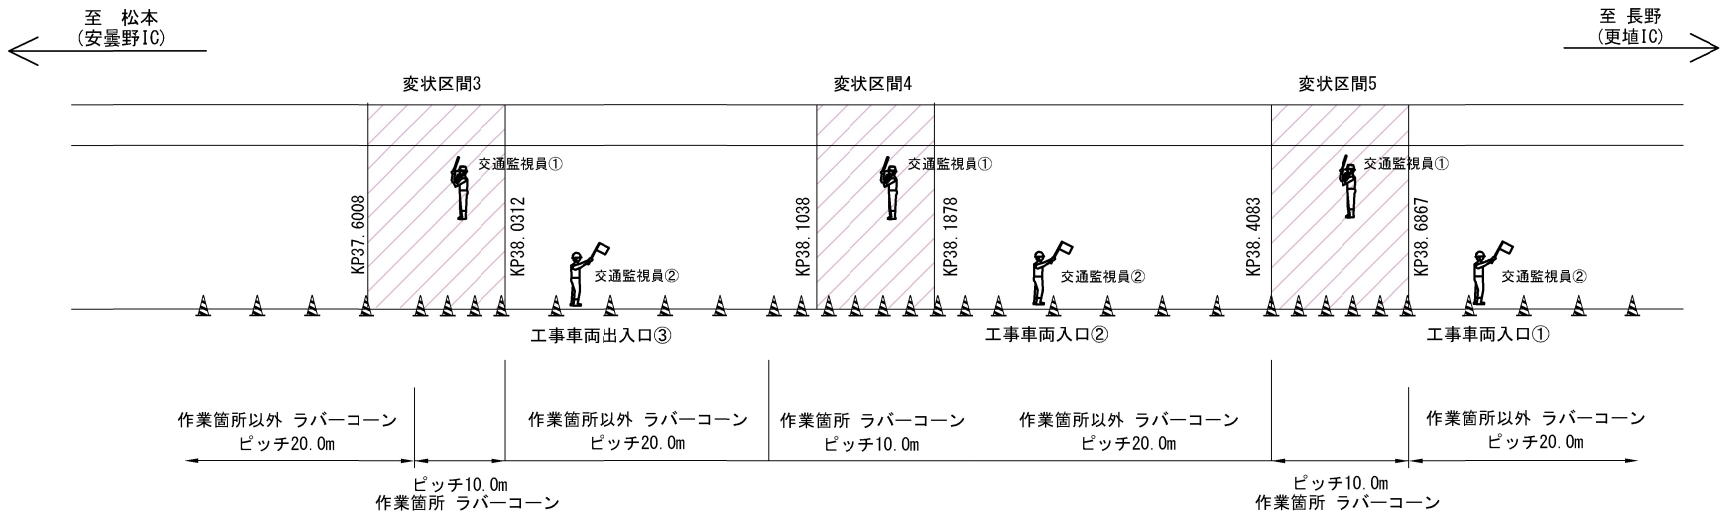 至　松本
(安曇野IC)
至 長野
(更埴IC)
変状区間3
変状区間4
変状区間5
交通監視員①
交通監視員①
交通監視員①
KP37.6008
KP38.0312
KP38.1038
KP38.1878
KP38.4083
KP38.6867
交通監視員②
交通監視員②
交通監視員②
工事車両出入口③
工事車両入口②
工事車両入口①
作業箇所以外 ラバーコーン
ピッチ20.0m
作業箇所以外 ラバーコーン
ピッチ20.0m
作業箇所 ラバーコーン
ピッチ10.0m
作業箇所以外 ラバーコーン
ピッチ20.0m
作業箇所以外 ラバーコーン
ピッチ20.0m
ピッチ10.0m
作業箇所 ラバーコーン
ピッチ10.0m
作業箇所 ラバーコーン